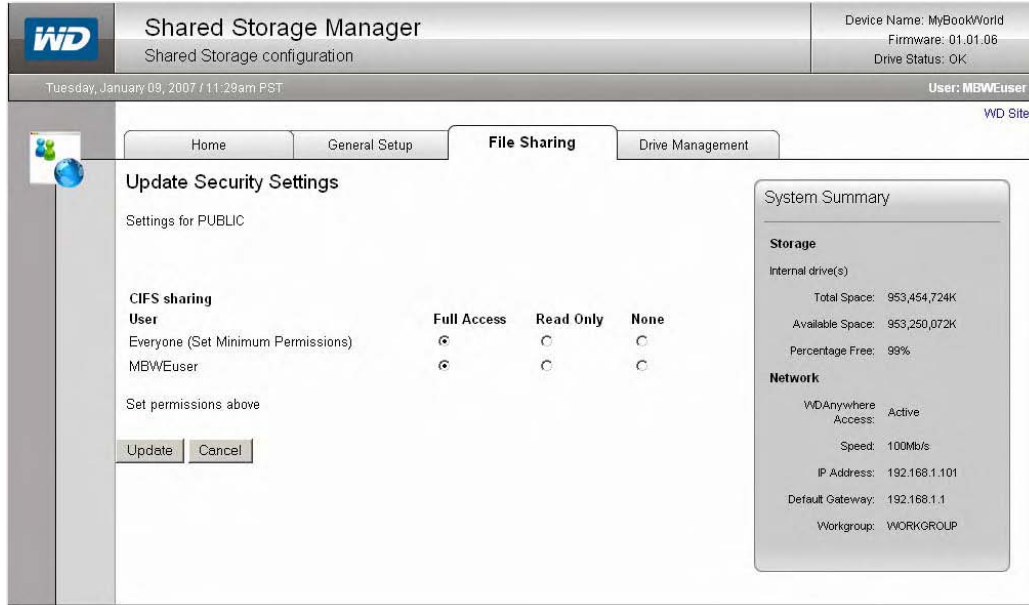 WD
Shared Storage Manager
Shared Storage configuration
Device Name: MyBookWorld
Firmware: 01.01.06
Drive Status: OK
Tuesday, January 09, 2007 / 11:29am PST
User: MBWEuser
WD Site
Home
General Setup
File Sharing
Drive Management
Update Security Settings
Settings for PUBLIC
CIFS sharing
User Full Access Read Only None
Everyone (Set Minimum Permissions)
MBWEuser
Set permissions above
Update Cancel
System Summary
Storage
Internal drive(s)
Total Space: 953,454,724K
Available Space: 953,250,072K
Percentage Free: 99%
Network
WDAnywhere Access: Active
Speed: 100Mb/s
IP Address: 192.168.1.101
Default Gateway: 192.168.1.1
Workgroup: WORKGROUP